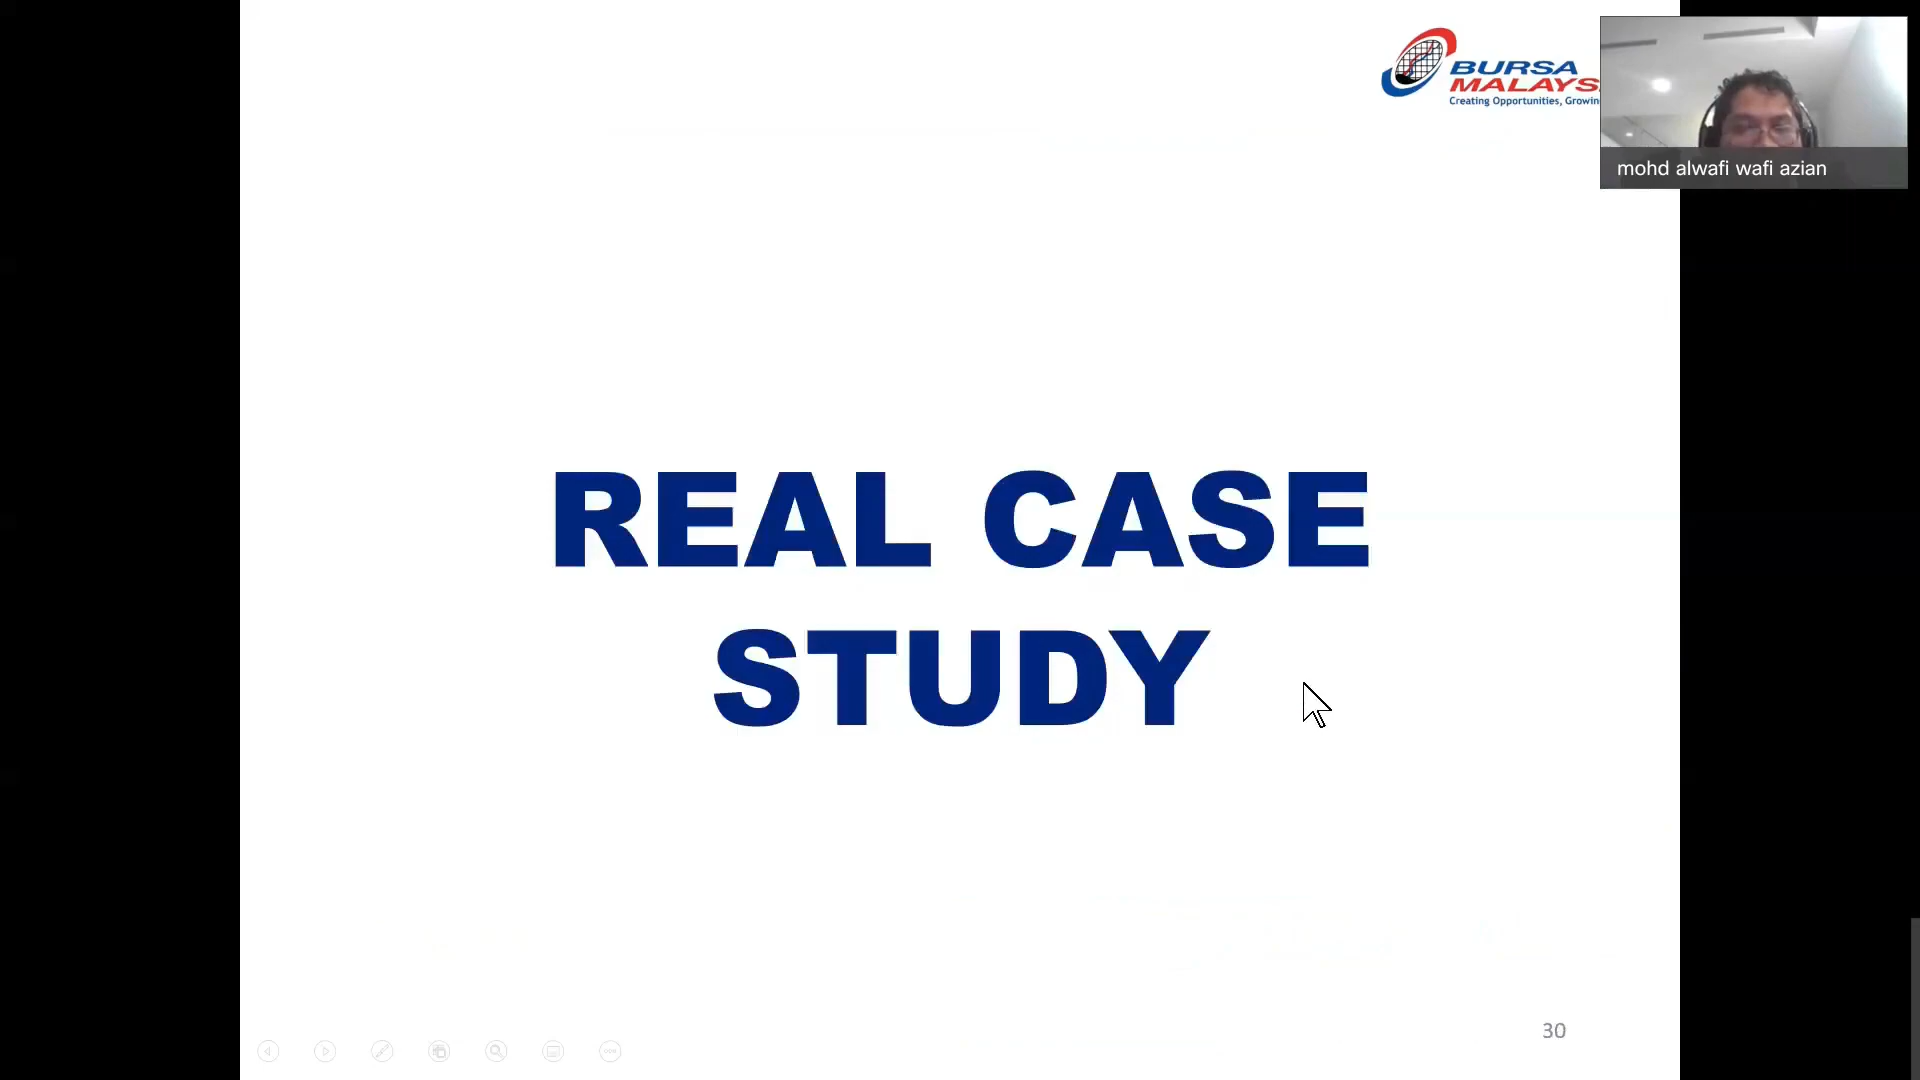 BURSA
MALAYS
Creating Opportunities, Growin
mohd alwafi wafi azian
REAL CASE
STUDY
30